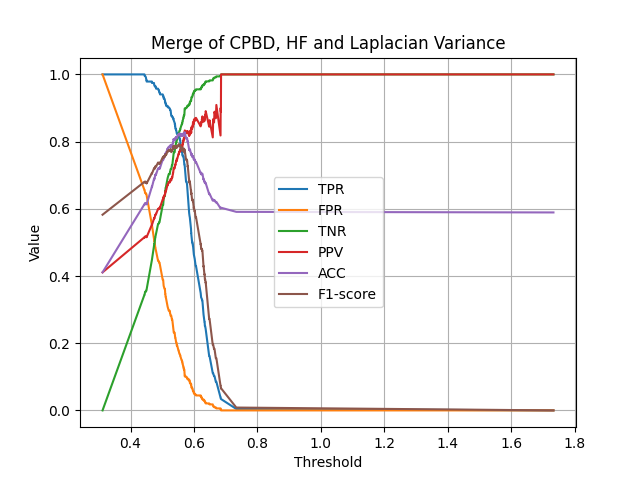 Merge of CPBD, HF and Laplacian Variance
1.0
0.8
0.6
0.4
0.2
0.0
Value
TPR
FPR
TNR
PPV
ACC
F1-score
0.4 0.6 0.8 1.0 1.2 1.4 1.6 1.8
Threshold